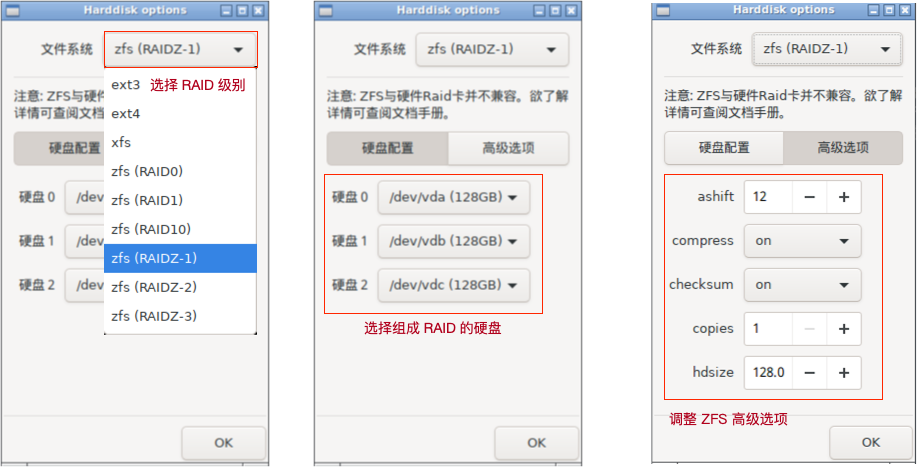 Harddisk options
文件系统 zfs (RAIDZ-1)
ext3 选择 RAID 级别
注意: ZFS与硬件
详情可查阅文档
ext4
xfs
硬盘配置
zfs (RAID0)
硬盘 0 /dev
zfs (RAID1)
zfs (RAID10)
硬盘 1 /dev
zfs (RAIDZ-1)
硬盘 2 /dev
zfs (RAIDZ-2)
zfs (RAIDZ-3)
OK
Harddisk options
文件系统 zfs (RAIDZ-1)
注意: ZFS与硬件Raid卡并不兼容。欲了解
详情可查阅文档手册。
硬盘配置 高级选项
硬盘 0 /dev/vda (128GB)
硬盘 1 /dev/vdb (128GB)
硬盘 2 /dev/vdc (128GB)
选择组成 RAID 的硬盘
OK
Harddisk options
文件系统 zfs (RAIDZ-1)
注意: ZFS与硬件Raid卡并不兼容。欲了解
详情可查阅文档手册。
硬盘配置 高级选项
ashift 12 − +
compress on
checksum on
copies 1 − +
hdsize 128.0 − +
调整 ZFS 高级选项
OK